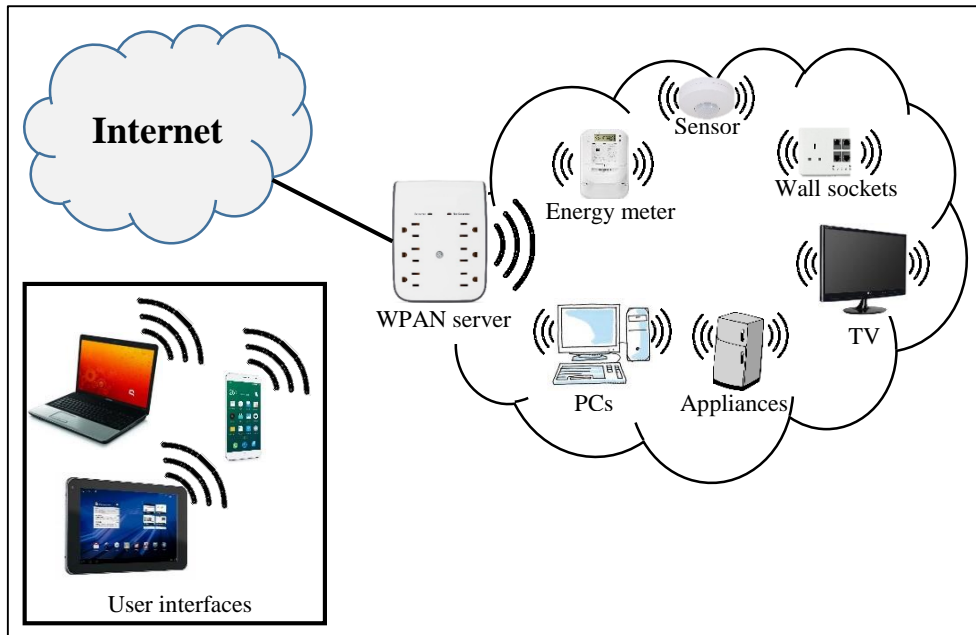 Internet
Sensor
Energy meter
Wall sockets
WPAN server
TV
PCs
Appliances
User interfaces